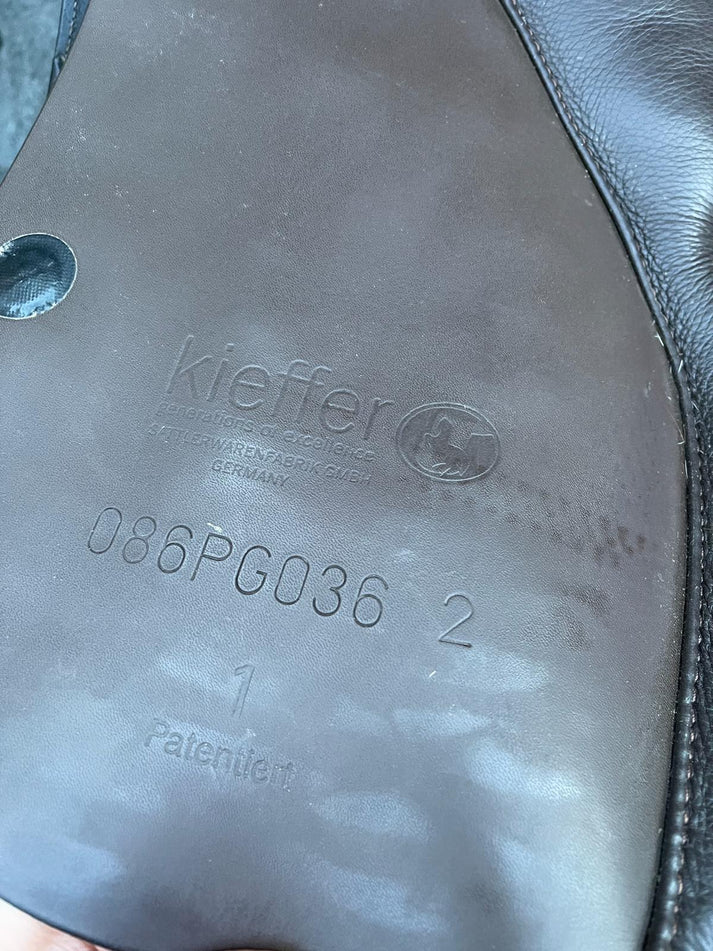 kieffer
generations of excellence
SATTLERWARENFABRIK GMBH
GERMANY
086PG036 2
1
Patentiert